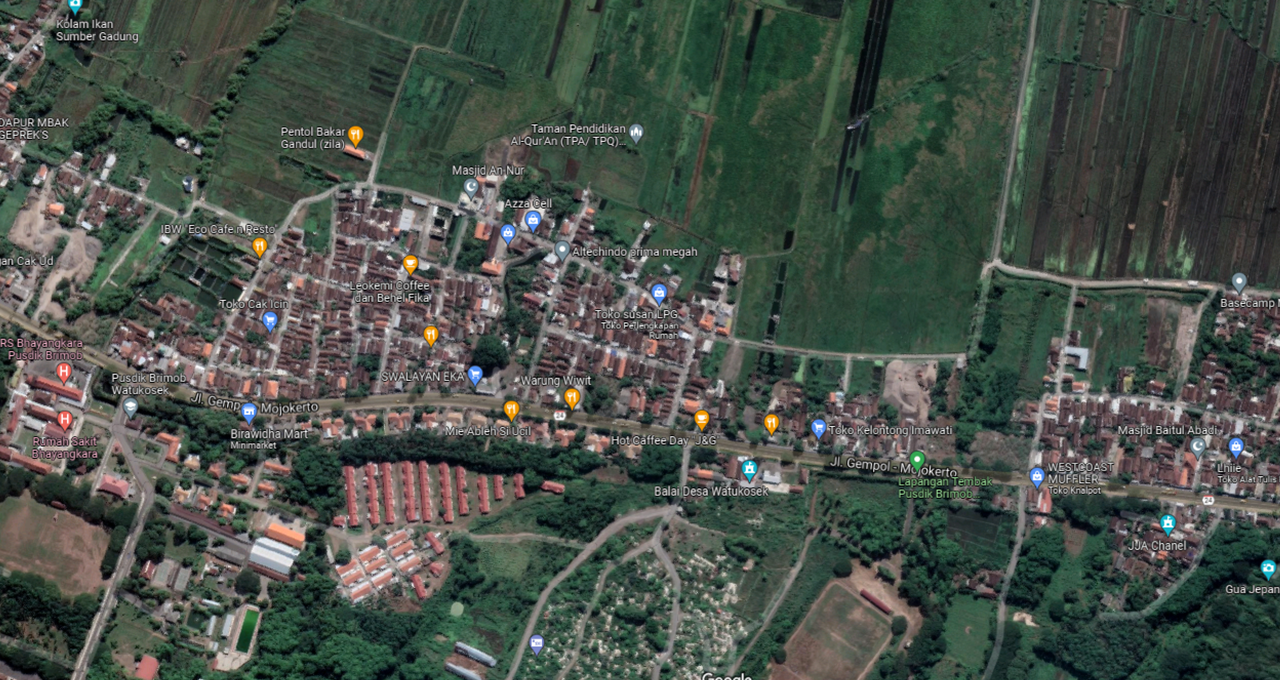 Kolam Ikan
Sumber Gadung
DAPUR MBAK
GEPREK'S
Pentol Bakar
Gandul (zila)
Taman Pendidikan
Al-Qur'An (TPA/ TPQ)...
Masjid An-Nur
Azza Cell
IBW "Eco Cafe n Resto"
Altechindo prima megah
an Cak Ud
Leokemi Coffee
dan Behel Fika
Toko Cak Icin
Toko susan LPG
Toko Perlengkapan
Rumah
Basecamp
RS Bhayangkara
Pusdik Brimob
Pusdik Brimob
Watukosek
SWALAYAN EKA
Warung Wiwit
Jl. Gempol - Mojokerto
24
Birawidha Mart
Minimarket
Mie Ableh Si Ucil
Hot Caffee Day J&G
Toko Kelontong Imawati
Masjid Baitul Abadi
Rumah Sakit
Bhayangkara
Jl. Gempol - Mojokerto
Lapangan Tembak
Pusdik Brimob
WESTCOAST
MUFFLER
Toko Knalpot
Lhiie
Toko Alat Tulis
Balai Desa Watukosek
24
JJA Chanel
Gua Jepan
Google